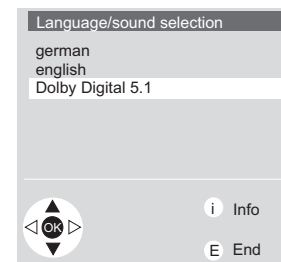 Language/sound selection
german
english
Dolby Digital 5.1
i Info
OK
E End